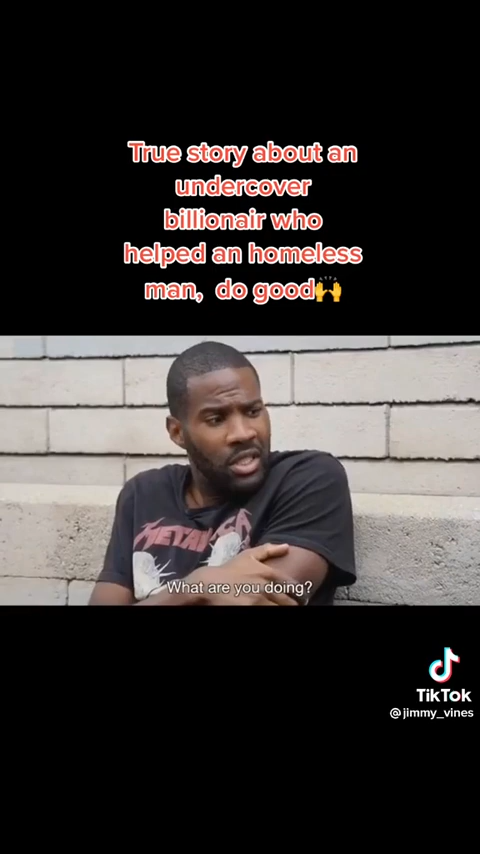 True story about an
undercover
billionair who
helped an homeless
man, do good🙌
METALLICA
What are you doing?
TikTok
@jimmy_vines